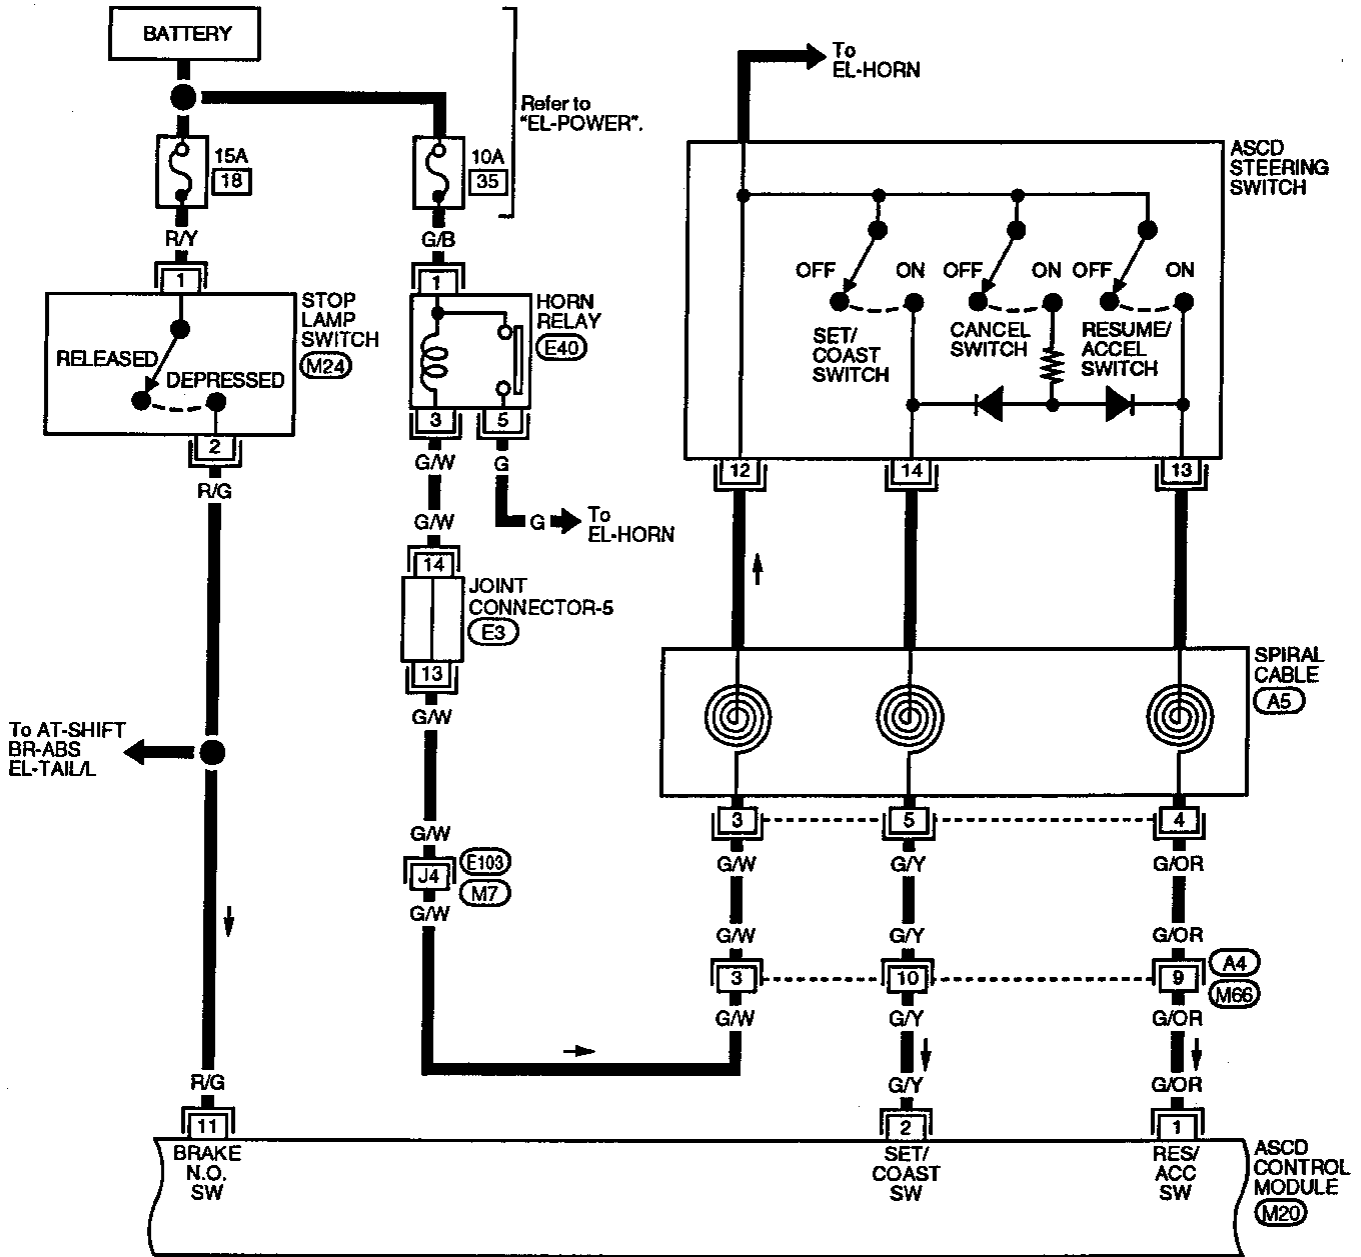 BATTERY
Refer to
"EL-POWER".
15A
18
10A
35
R/Y
G/B
1
1
STOP
LAMP
SWITCH
M24
RELEASED
DEPRESSED
2
R/G
HORN
RELAY
E40
3
5
G/W
G
G/W
G
To
EL-HORN
14
JOINT
CONNECTOR-5
E3
13
G/W
To AT-SHIFT
BR-ABS
EL-TAIL/L
G/W
J4
E103
M7
G/W
R/G
11
To
EL-HORN
ASCD
STEERING
SWITCH
OFF
ON
OFF
ON
OFF
ON
SET/
COAST
SWITCH
CANCEL
SWITCH
RESUME/
ACCEL
SWITCH
12
14
13
SPIRAL
CABLE
A5
3
5
4
G/W
G/Y
G/OR
G/W
G/Y
G/OR
3
10
9
A4
M66
G/W
G/Y
G/OR
G/Y
G/OR
2
1
BRAKE
N.O.
SW
SET/
COAST
SW
RES/
ACC
SW
ASCD
CONTROL
MODULE
M20